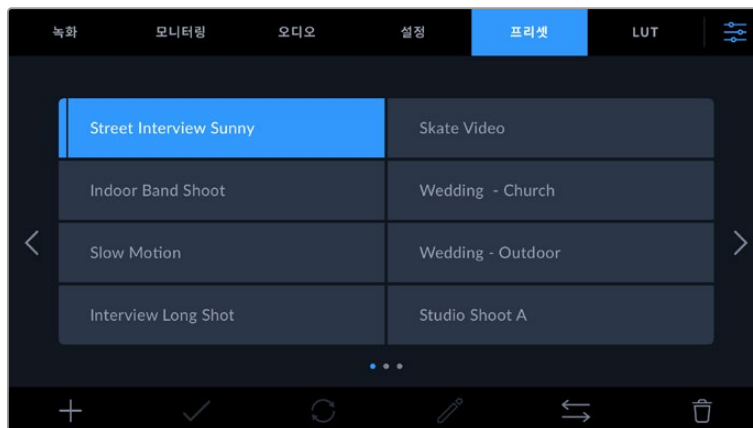 녹화 모니터링 오디오 설정 프리셋 LUT
Street Interview Sunny Skate Video
Indoor Band Shoot Wedding - Church
Slow Motion Wedding - Outdoor
Interview Long Shot Studio Shoot A